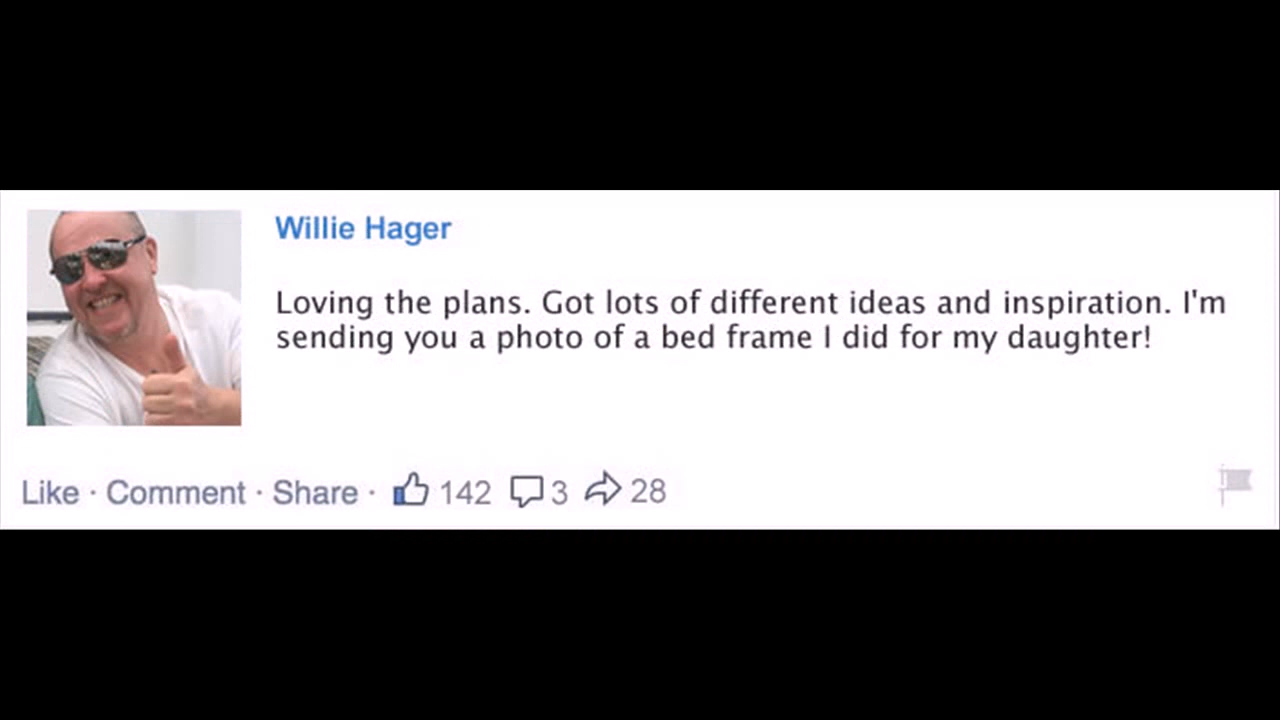 Willie Hager
Loving the plans. Got lots of different ideas and inspiration. I'm
sending you a photo of a bed frame I did for my daughter!
Like · Comment · Share · 142 3 28